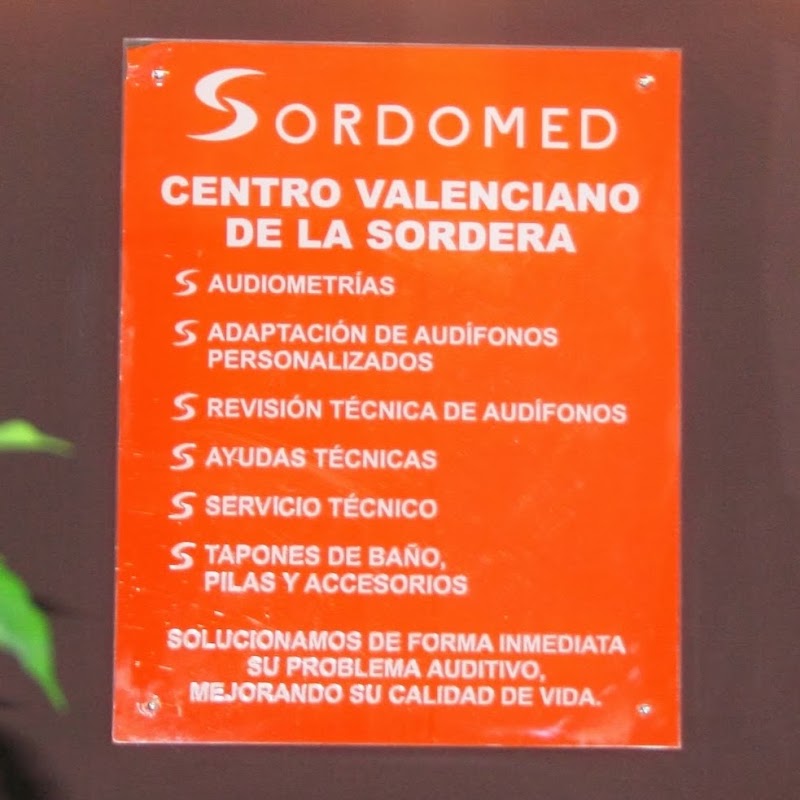 SORDOMED
CENTRO VALENCIANO
DE LA SORDERA
AUDIOMETRÍAS
ADAPTACIÓN DE AUDÍFONOS
PERSONALIZADOS
REVISIÓN TÉCNICA DE AUDÍFONOS
AYUDAS TÉCNICAS
SERVICIO TÉCNICO
TAPONES DE BAÑO,
PILAS Y ACCESORIOS
SOLUCIONAMOS DE FORMA INMEDIATA
SU PROBLEMA AUDITIVO,
MEJORANDO SU CALIDAD DE VIDA.